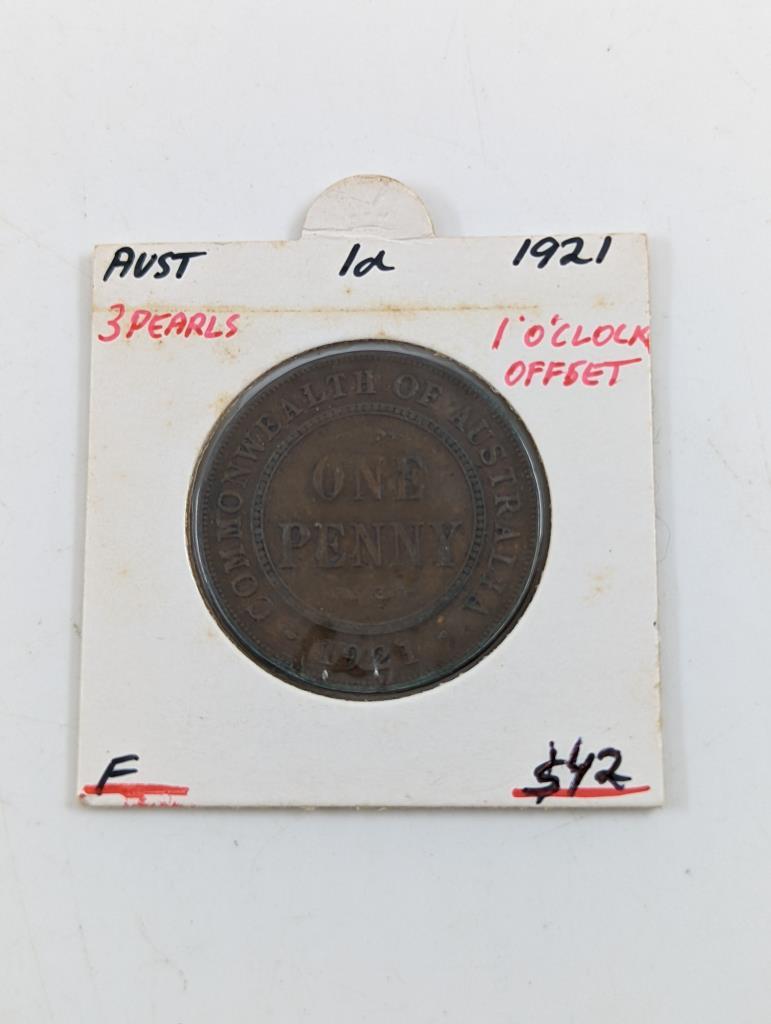 AUST 1d 1921
3 PEARLS 1'O'CLOCK
OFFSET
COMMONWEALTH OF AUSTRALIA
ONE
PENNY
1921
F $42